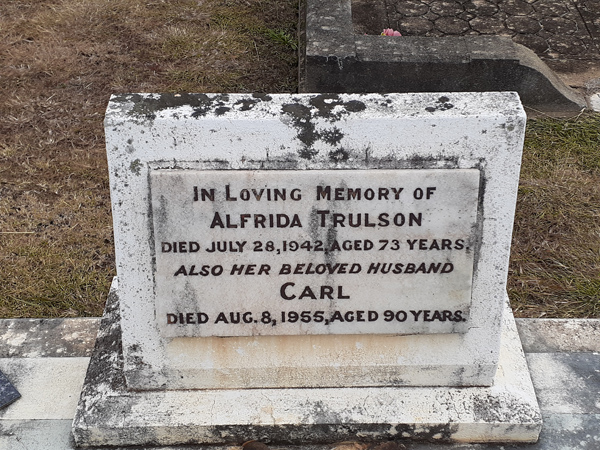 IN LOVING MEMORY OF
ALFRIDA TRULSON
DIED JULY 28, 1942, AGED 73 YEARS.
ALSO HER BELOVED HUSBAND
CARL
DIED AUG. 8, 1955, AGED 90 YEARS.